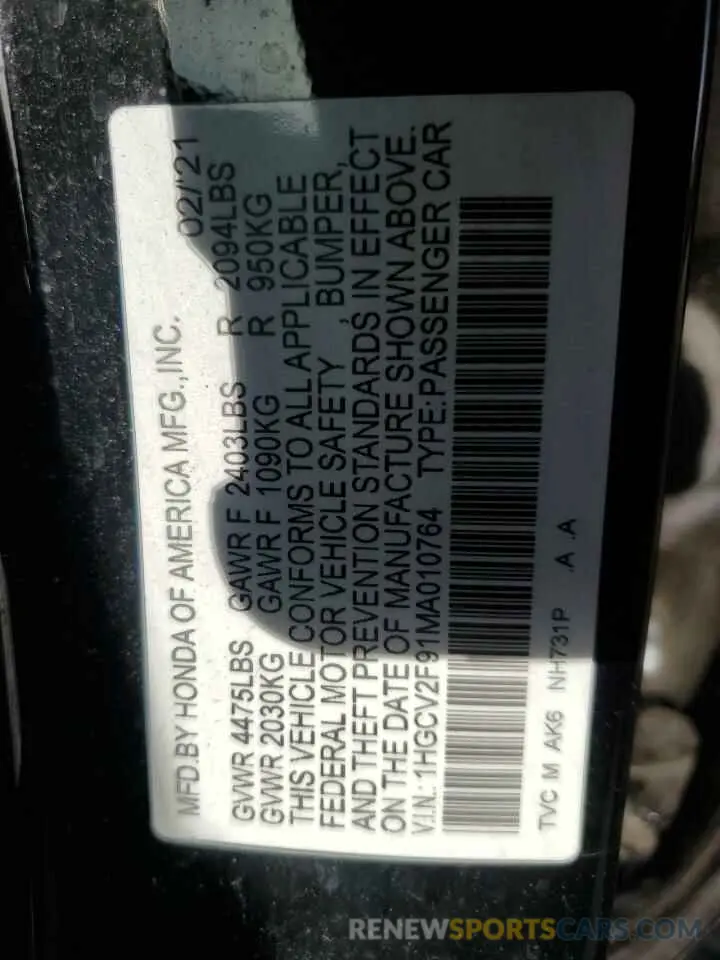 MFD.BY HONDA OF AMERICA MFG.,INC. 02/'21
GVWR 4475LBS GAWR F 2403LBS R 2094LBS
GVWR 2030KG GAWR F 1090KG R 950KG
THIS VEHICLE CONFORMS TO ALL APPLICABLE
FEDERAL MOTOR VEHICLE SAFETY , BUMPER,
AND THEFT PREVENTION STANDARDS IN EFFECT
ON THE DATE OF MANUFACTURE SHOWN ABOVE.
V.I.N.:1HGCV2F91MA010764 TYPE:PASSENGER CAR
TVC M AK6 NH731P .A .A
RENEWSPORTSCARS.COM